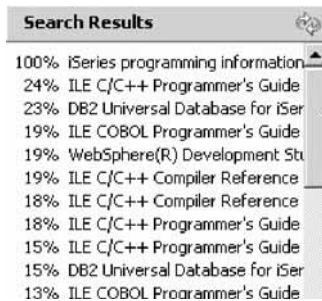 Search Results
100% iSeries programming information
24% ILE C/C++ Programmer's Guide
23% DB2 Universal Database for iSer
19% ILE COBOL Programmer's Guide
19% WebSphere(R) Development Stu
19% ILE C/C++ Compiler Reference
18% ILE C/C++ Compiler Reference
18% ILE C/C++ Programmer's Guide
15% ILE C/C++ Programmer's Guide
15% DB2 Universal Database for iSer
13% ILE COBOL Programmer's Guide